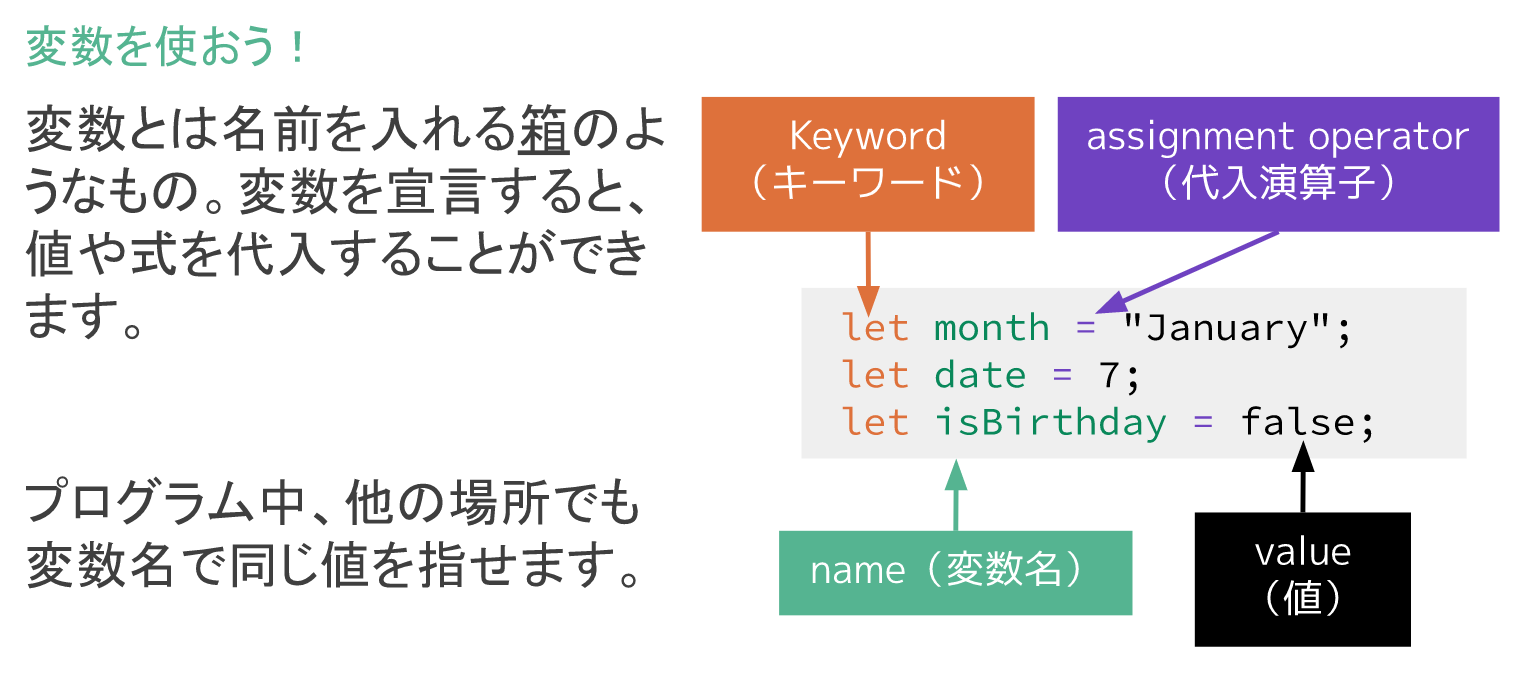 変数を使おう！
変数とは名前を入れる箱のよ
うなもの。変数を宣言すると、
値や式を代入することができ
ます。
プログラム中、他の場所でも
変数名で同じ値を指せます。
Keyword
（キーワード）
assignment operator
（代入演算子）
let month = "January";
let date = 7;
let isBirthday = false;
name（変数名）
value
（値）